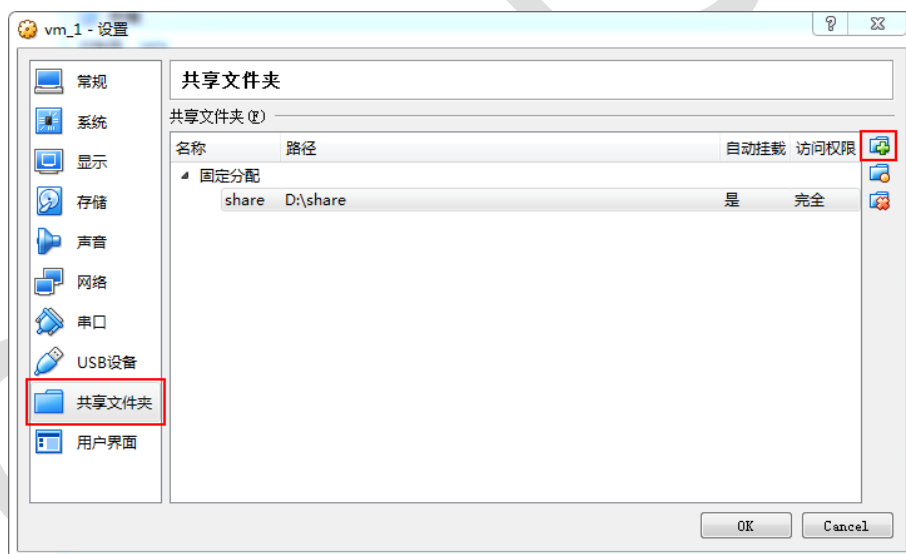 vm_1 - 设置
常规
系统
显示
存储
声音
网络
串口
USB设备
共享文件夹
用户界面
共享文件夹
共享文件夹(F)
名称 路径 自动挂载 访问权限
固定分配
share D:\share 是 完全
OK Cancel